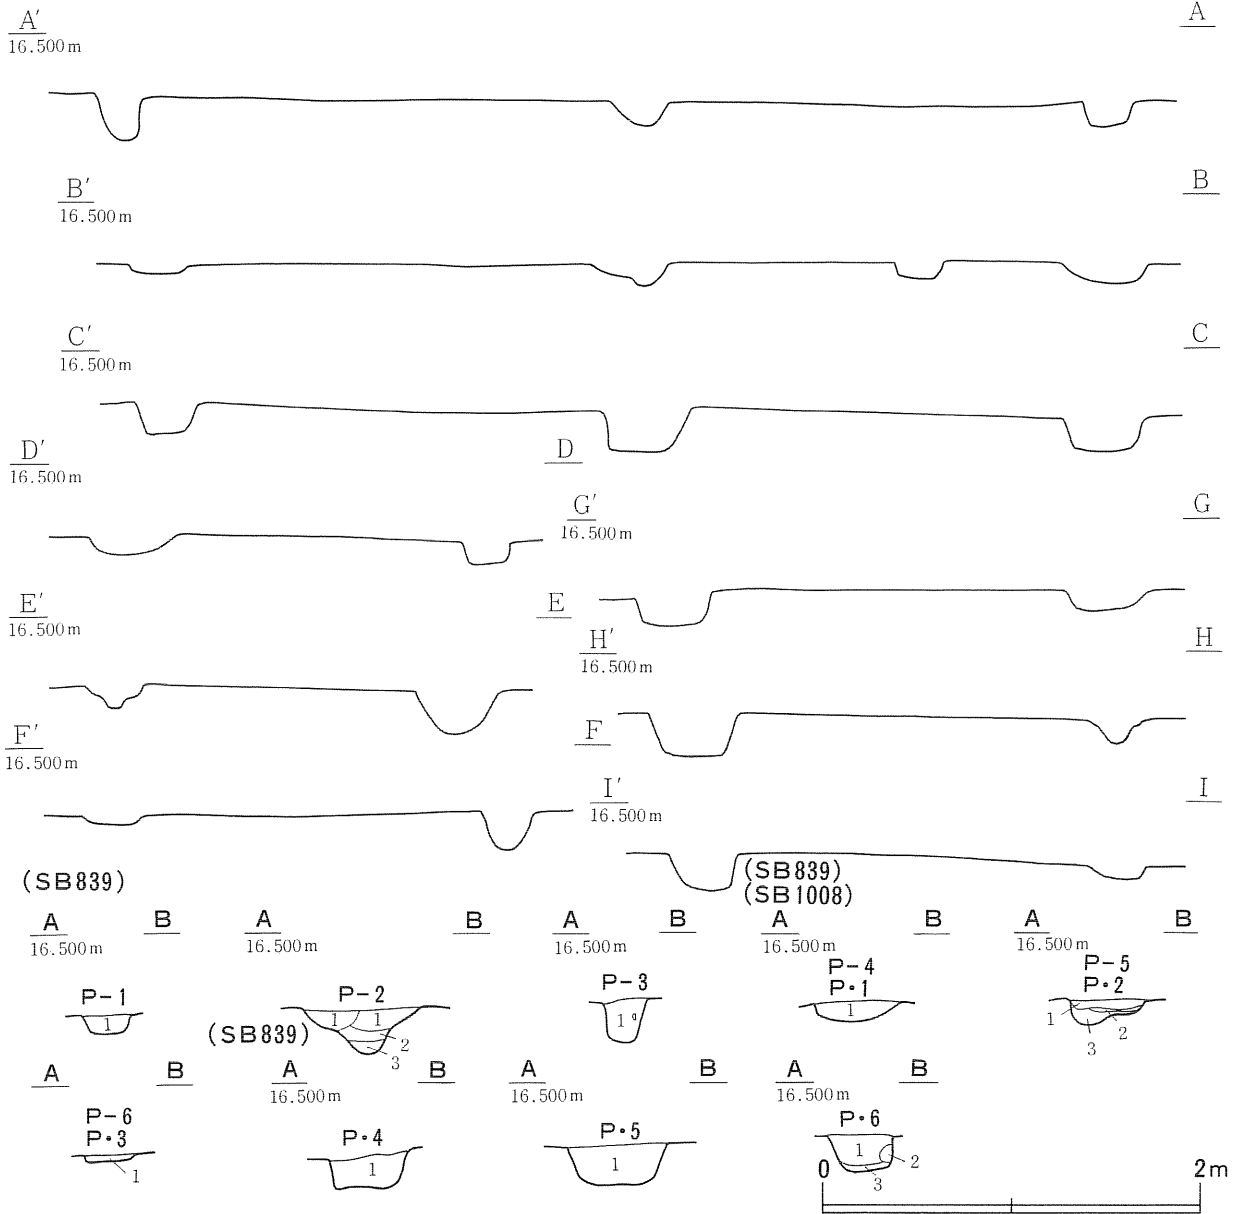 A′ A
16.500m
B′ B
16.500m
C′ C
16.500m
D′ D
16.500m
G′ G
16.500m
E′ E
16.500m
H′ H
16.500m
F′ F
16.500m
I′ I
16.500m
(SB839)
(SB839)
(SB1008)
A B A B A B A B A B
16.500m 16.500m 16.500m 16.500m 16.500m
P-1
1
P-2
1 1
2
3
P-3
1
P-4
P・1
1
P-5
P・2
1
2
3
(SB839)
A B A B A B A B
16.500m 16.500m 16.500m
P-6
P・3
1
P・4
1
P・5
1
P・6
1
2
3
0 2m